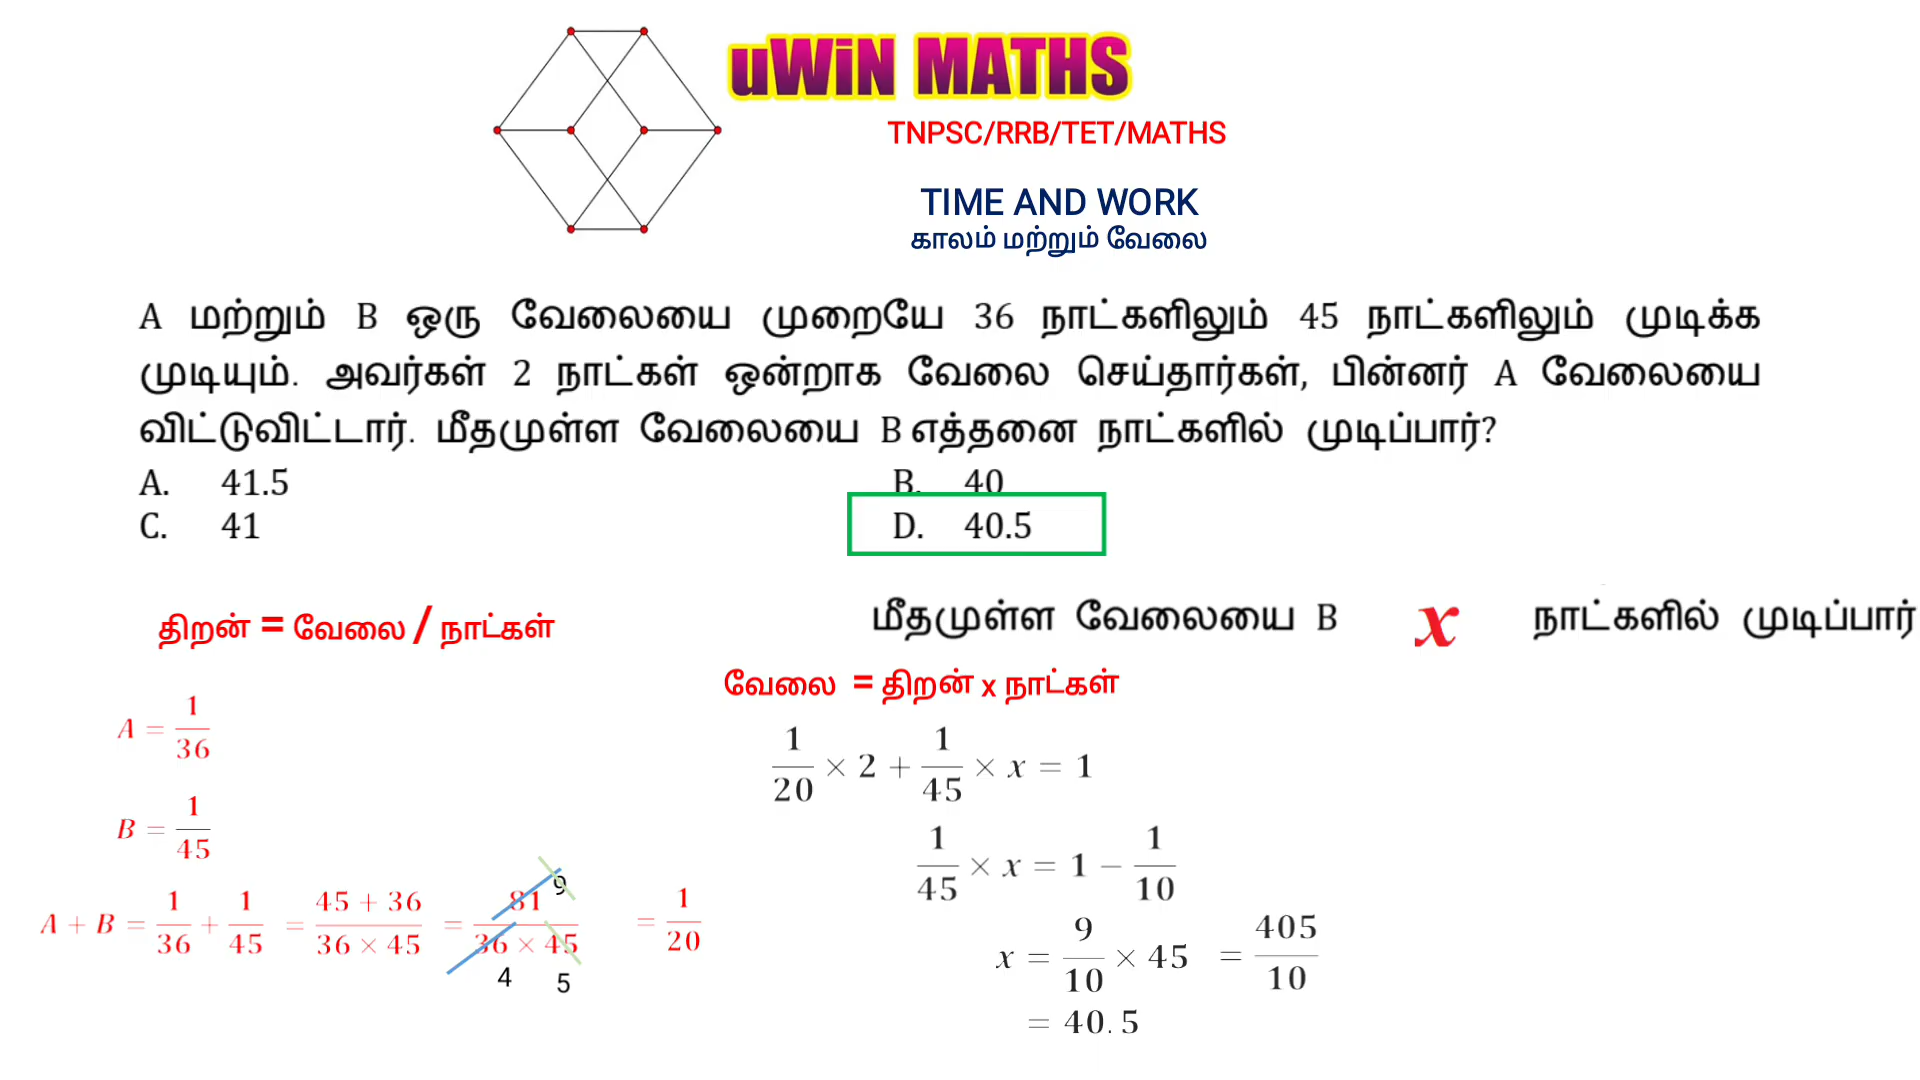 uWiN MATHS
TNPSC/RRB/TET/MATHS
TIME AND WORK
காலம் மற்றும் வேலை
A மற்றும் B ஒரு வேலையை முறையே 36 நாட்களிலும் 45 நாட்களிலும் முடிக்க
முடியும். அவர்கள் 2 நாட்கள் ஒன்றாக வேலை செய்தார்கள், பின்னர் A வேலையை
விட்டுவிட்டார். மீதமுள்ள வேலையை B எத்தனை நாட்களில் முடிப்பார்?
A. 41.5 B. 40
C. 41 D. 40.5
திறன் = வேலை / நாட்கள்
A = 1/36
B = 1/45
A + B = 1/36 + 1/45 = (45 + 36)/(36 × 45) = 81/(36 × 45) = 1/20
9
4 5
மீதமுள்ள வேலையை B x நாட்களில் முடிப்பார்
வேலை = திறன் x நாட்கள்
1/20 × 2 + 1/45 × x = 1
1/45 × x = 1 − 1/10
x = 9/10 × 45 = 405/10
= 40.5